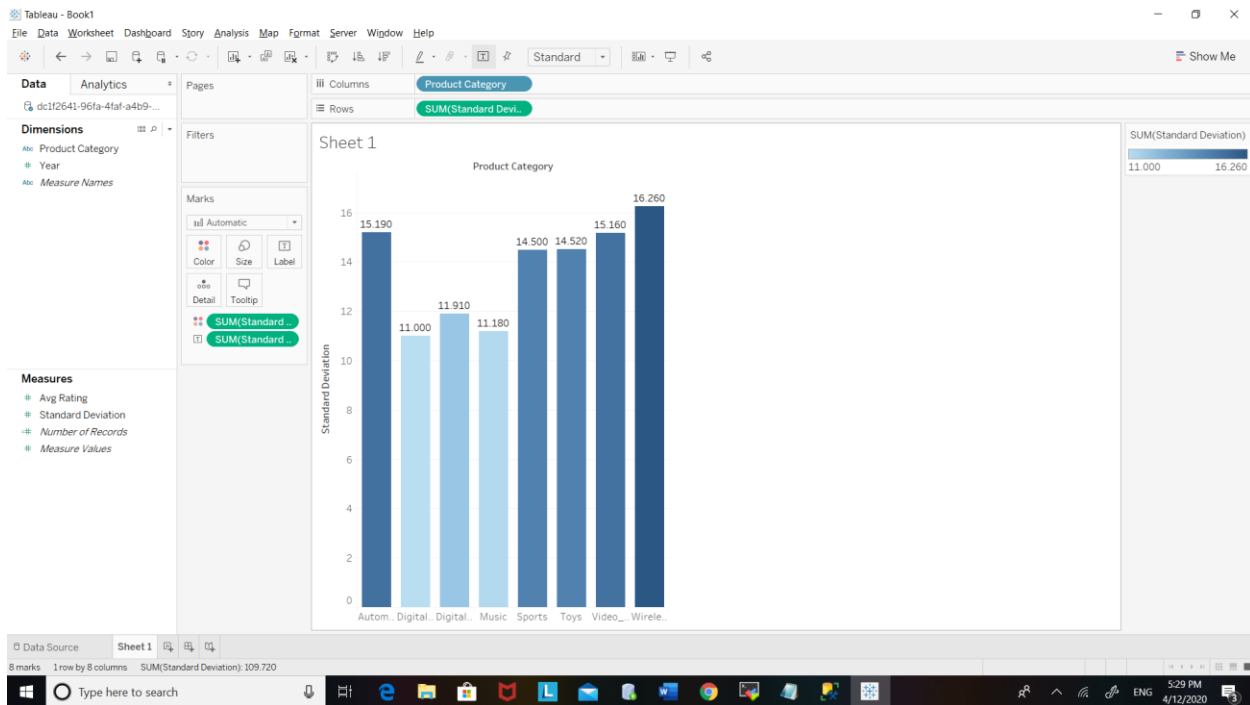 Tableau - Book1
File Data Worksheet Dashboard Story Analysis Map Format Server Window Help
Standard
Show Me
Data Analytics
dc1f2641-96fa-4faf-a4b9-...
Dimensions
Abc Product Category
# Year
Abc Measure Names
Measures
# Avg Rating
# Standard Deviation
=# Number of Records
# Measure Values
Pages
Filters
Marks
Automatic
Color Size Label
Detail Tooltip
SUM(Standard ..
SUM(Standard ..
iii Columns Product Category
Rows SUM(Standard Devi..
Sheet 1
Product Category
Standard Deviation
16
14
12
10
8
6
4
2
0
15.190
11.000
11.910
11.180
14.500
14.520
15.160
16.260
Autom.. Digital.. Digital.. Music Sports Toys Video_.. Wirele..
SUM(Standard Deviation)
11.000 16.260
Data Source Sheet 1
8 marks 1 row by 8 columns SUM(Standard Deviation): 109.720
Type here to search
ENG
5:29 PM
4/12/2020
3